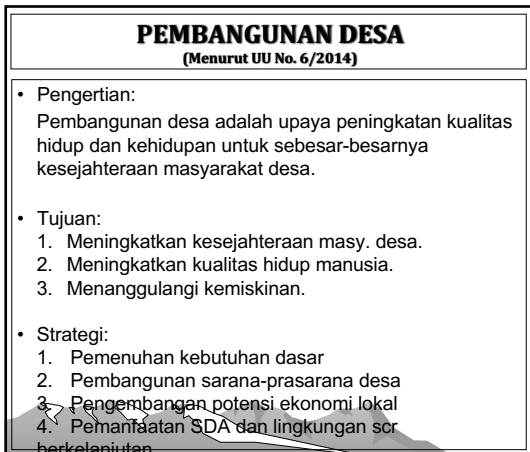 PEMBANGUNAN DESA
(Menurut UU No. 6/2014)
• Pengertian:
Pembangunan desa adalah upaya peningkatan kualitas
hidup dan kehidupan untuk sebesar-besarnya
kesejahteraan masyarakat desa.
• Tujuan:
1. Meningkatkan kesejahteraan masy. desa.
2. Meningkatkan kualitas hidup manusia.
3. Menanggulangi kemiskinan.
• Strategi:
1. Pemenuhan kebutuhan dasar
2. Pembangunan sarana-prasarana desa
3. Pengembangan potensi ekonomi lokal
4. Pemanfaatan SDA dan lingkungan scr
berkelanjutan